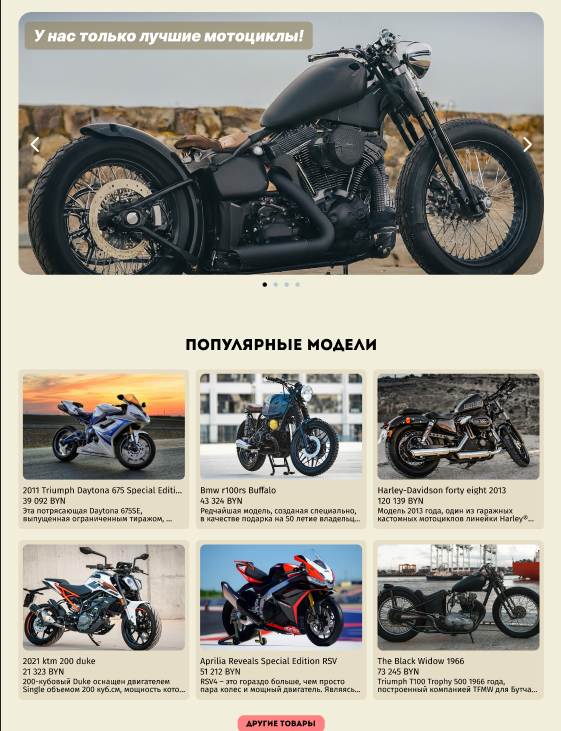 У нас только лучшие мотоциклы!
ПОПУЛЯРНЫЕ МОДЕЛИ
2011 Triumph Daytona 675 Special Editi...
39 092 BYN
Эта потрясающая Daytona 675SE,
выпущенная ограниченным тиражом, ...
Bmw r100rs Buffalo
43 324 BYN
Редчайшая модель, созданая специально,
в качестве подарка на 50 летие владельц...
Harley-Davidson forty eight 2013
120 139 BYN
Модель 2013 года, один из гаражных
кастомных мотоциклов линейки Harley®...
2021 ktm 200 duke
21 323 BYN
200-кубовый Duke оснащен двигателем
Single объемом 200 куб.см, мощность кото...
Aprilia Reveals Special Edition RSV
51 212 BYN
RSV4 – это гораздо больше, чем просто
пара колес и мощный двигатель. Являясь...
The Black Widow 1966
73 245 BYN
Triumph T100 Trophy 500 1966 года,
построенный компанией TFMW для Бутча...
ДРУГИЕ ТОВАРЫ